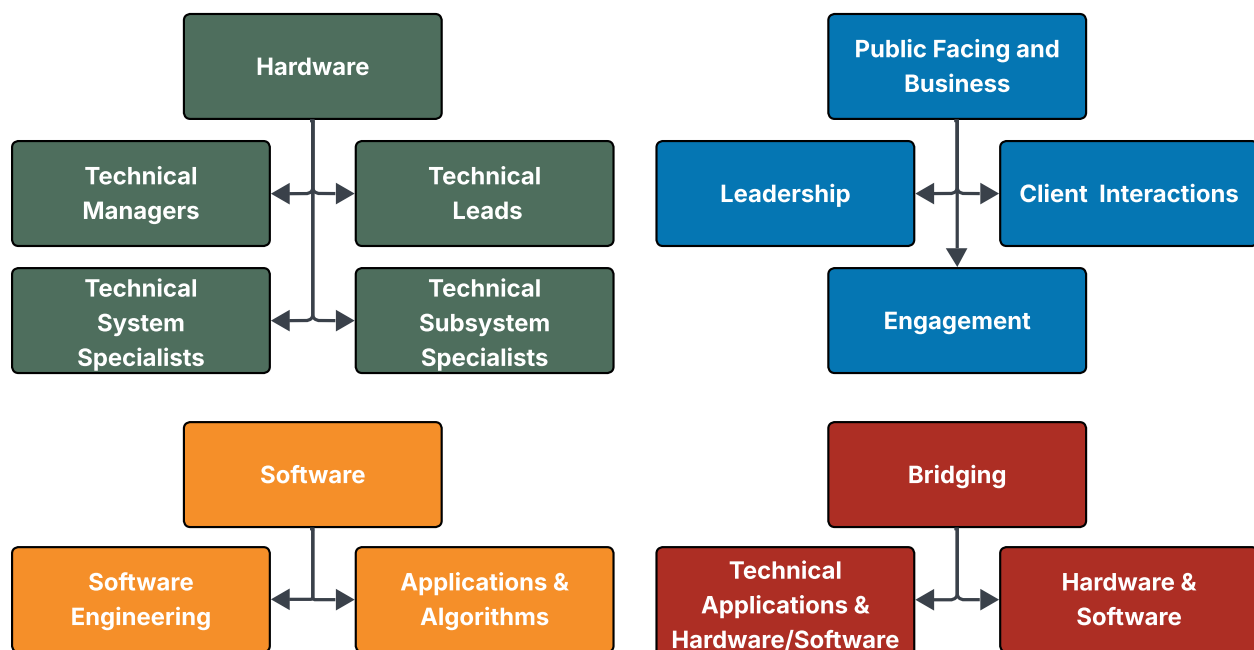 Hardware
Technical
Managers
Technical
Leads
Technical
System
Specialists
Technical
Subsystem
Specialists
Public Facing and
Business
Leadership
Client  Interactions
Engagement
Software
Software
Engineering
Applications &
Algorithms
Bridging
Technical
Applications &
Hardware/Software
Hardware &
Software